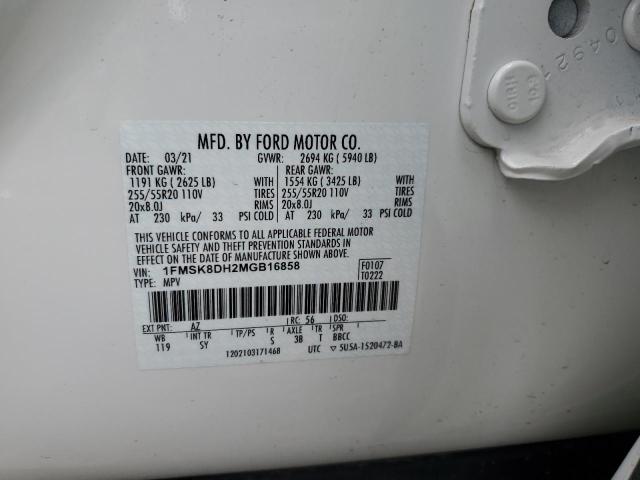 MFD. BY FORD MOTOR CO.
DATE: 03/21 GVWR: 2694 KG ( 5940 LB)
FRONT GAWR: REAR GAWR:
1191 KG ( 2625 LB) 1554 KG ( 3425 LB)
255/55R20 110V TIRES 255/55R20 110V TIRES
20x8.0J RIMS 20x8.0J RIMS
AT 230 kPa/ 33 PSI COLD AT 230 kPa/ 33 PSI COLD
THIS VEHICLE CONFORMS TO ALL APPLICABLE FEDERAL MOTOR
VEHICLE SAFETY, BUMPER, AND THEFT PREVENTION STANDARDS IN
EFFECT ON THE DATE OF MANUFACTURE SHOWN ABOVE.
VIN: 1FMSK8DH2MGB16858 F0107
TYPE: MPV T0222
EXT PNT: AZ RC: 56 DSO:
WB INT TR TP/PS R AXLE TR SPR
119 SY S 3B T BBCC
1202103171468 UTC ▽ 5U5A-1520472-BA